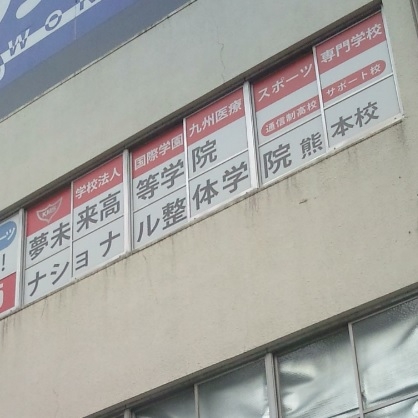 WOR
学校法人 国際学園 九州医療スポーツ専門学校
通信制高校 サポート校
夢未来高等学院
ナショナル整体学院 熊本校